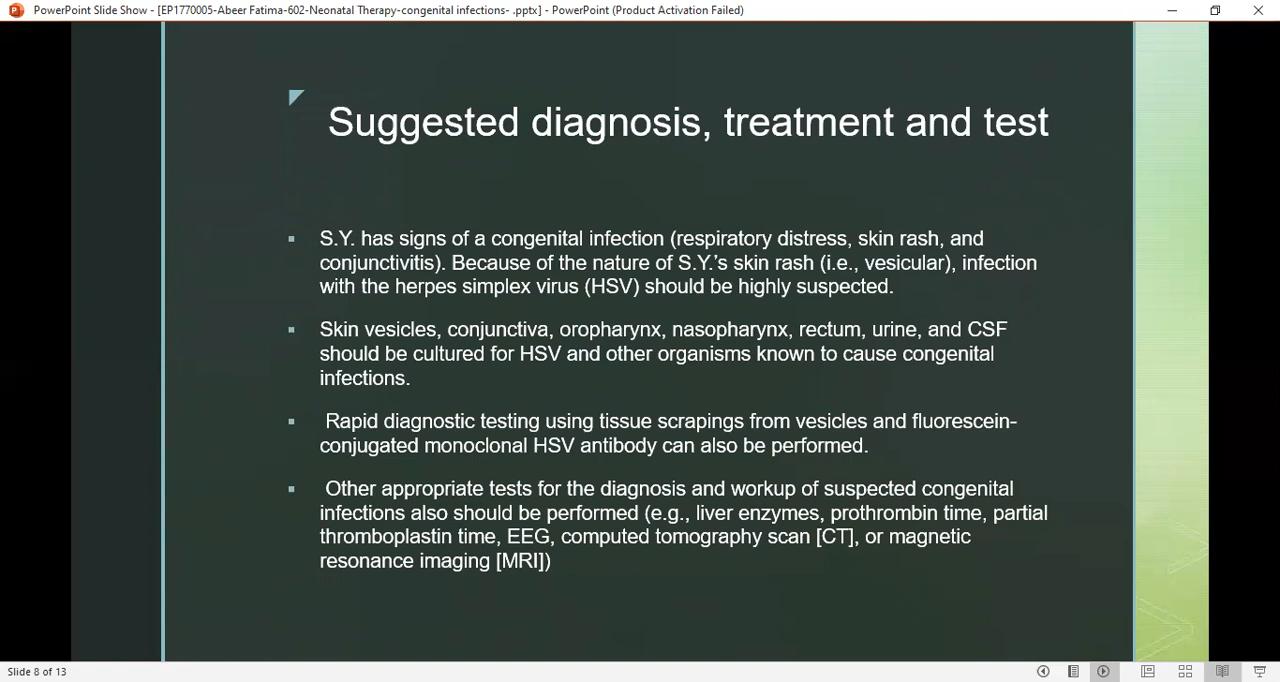 PowerPoint Slide Show - [EP1770005-Abeer Fatima-602-Neonatal Therapy-congenital infections- .pptx] - PowerPoint (Product Activation Failed)
Suggested diagnosis, treatment and test
▪ S.Y. has signs of a congenital infection (respiratory distress, skin rash, and
conjunctivitis). Because of the nature of S.Y.’s skin rash (i.e., vesicular), infection
with the herpes simplex virus (HSV) should be highly suspected.
▪ Skin vesicles, conjunctiva, oropharynx, nasopharynx, rectum, urine, and CSF
should be cultured for HSV and other organisms known to cause congenital
infections.
▪ Rapid diagnostic testing using tissue scrapings from vesicles and fluorescein-
conjugated monoclonal HSV antibody can also be performed.
▪ Other appropriate tests for the diagnosis and workup of suspected congenital
infections also should be performed (e.g., liver enzymes, prothrombin time, partial
thromboplastin time, EEG, computed tomography scan [CT], or magnetic
resonance imaging [MRI])
Slide 8 of 13